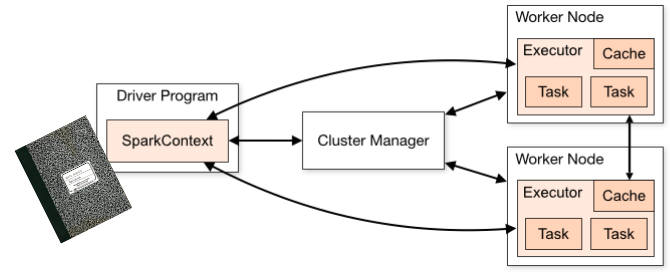 Driver Program
SparkContext
Cluster Manager
Worker Node
Executor
Cache
Task
Task
Worker Node
Executor
Cache
Task
Task